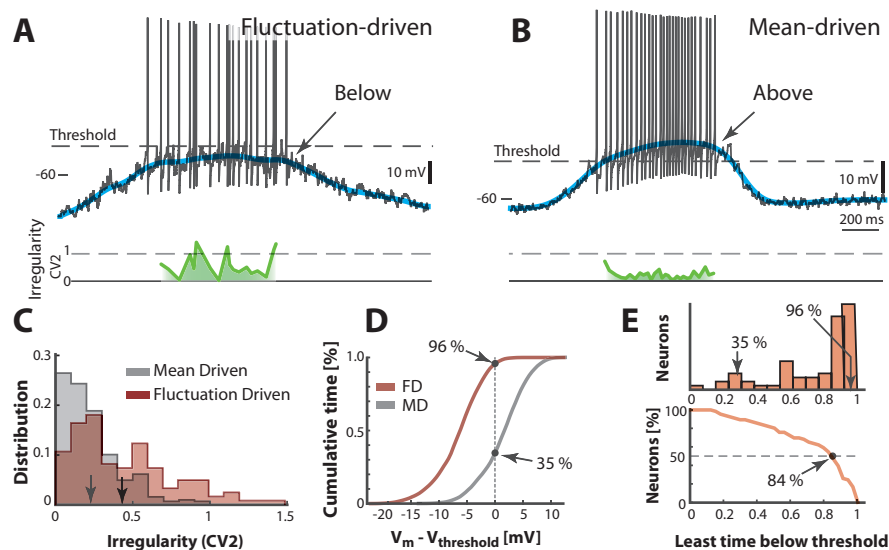 A
Fluctuation-driven
Below
Threshold
-60
10 mV
Irregularity
CV2
1
0
B
Mean-driven
Above
Threshold
-60
10 mV
200 ms
C
0.3
0.2
0.1
0
Distribution
Mean Driven
Fluctuation Driven
0
0.5
1
1.5
Irregularity (CV2)
D
96 %
1.0
0.5
0
Cumulative time [%]
FD
MD
35 %
-20
-15
-10
-5
0
5
10
Vm - Vthreshold [mV]
E
Neurons
35 %
96 %
0
0.2
0.4
0.6
0.8
1
100
50
Neurons [%]
84 %
0
0.2
0.4
0.6
0.8
1
Least time below threshold